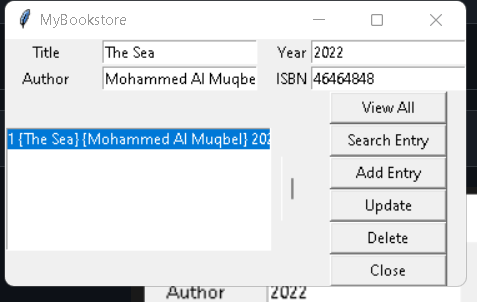 MyBookstore
Title The Sea Year 2022
Author Mohammed Al Muqbe ISBN 46464848
View All
1 {The Sea} {Mohammed Al Muqbel} 202
Search Entry
Add Entry
Update
Delete
Close
Author 2022